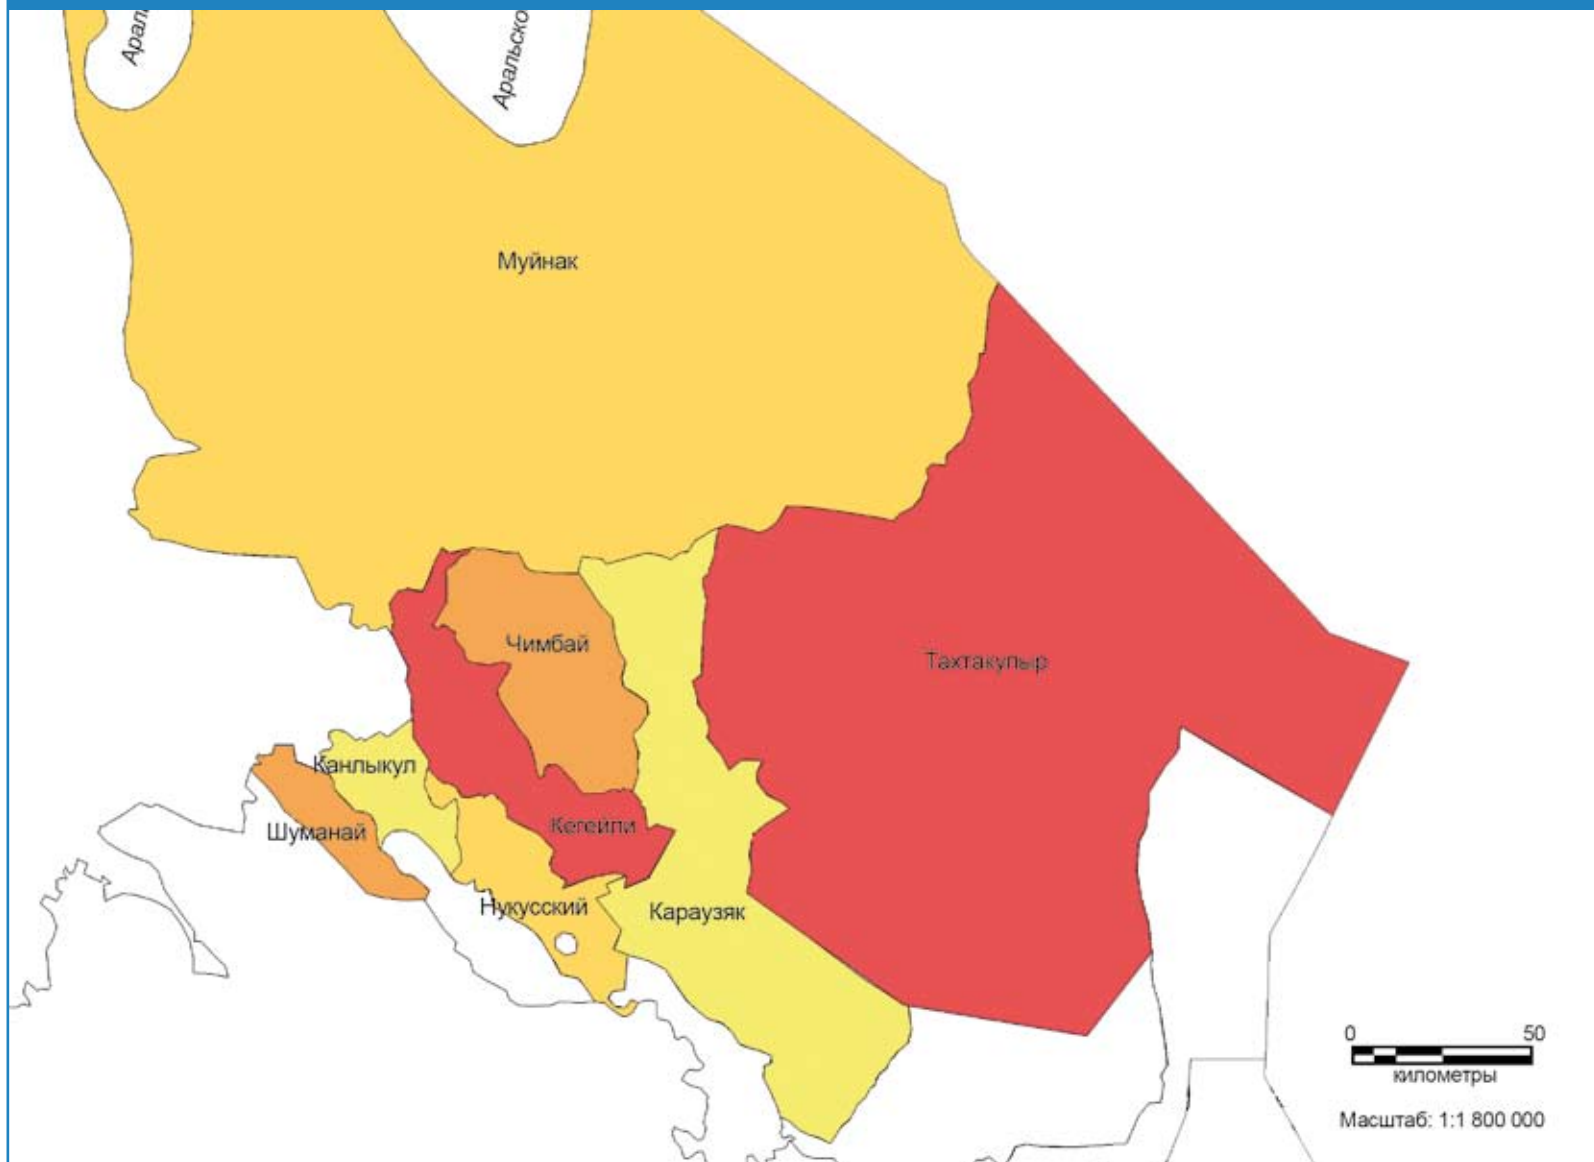 Арал
Аральско
Муйнак
Чимбай
Тахтакупыр
Канлыкул
Шуманай
Кегейли
Нукусский
Караузяк
0 50
километры
Масштаб: 1:1 800 000